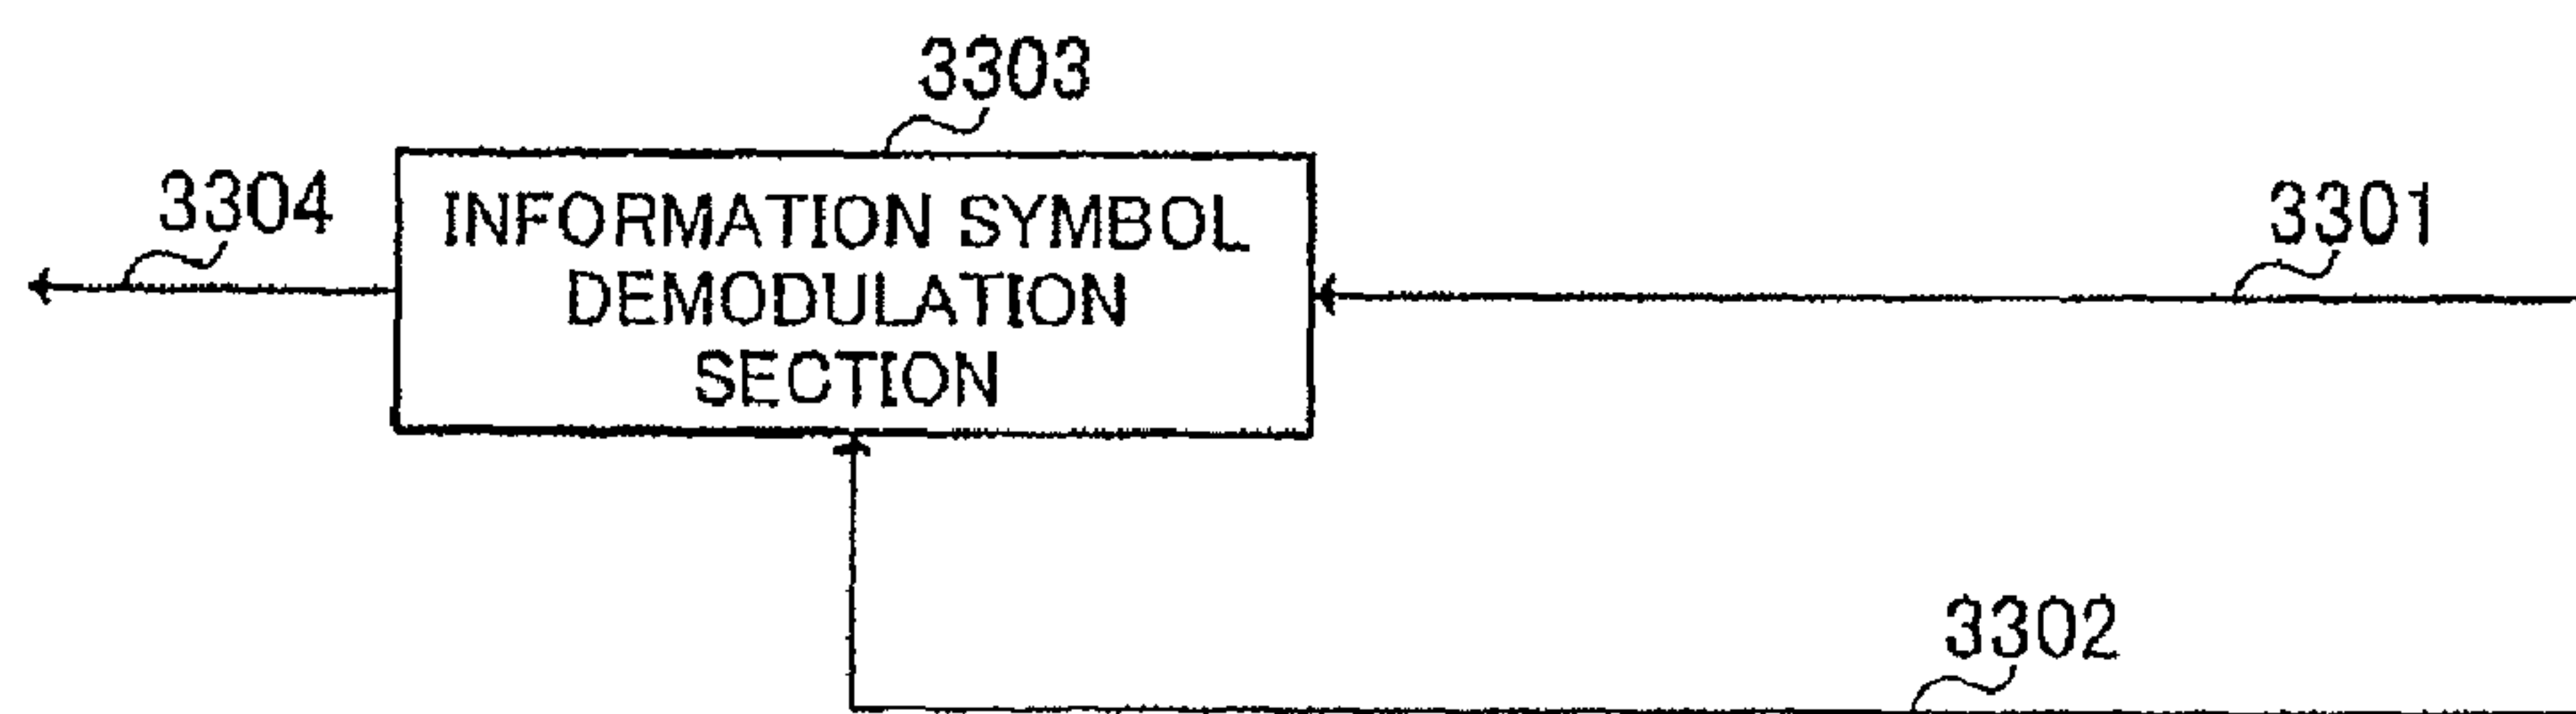 3303
3304
INFORMATION SYMBOL
DEMODULATION
SECTION
3301
3302